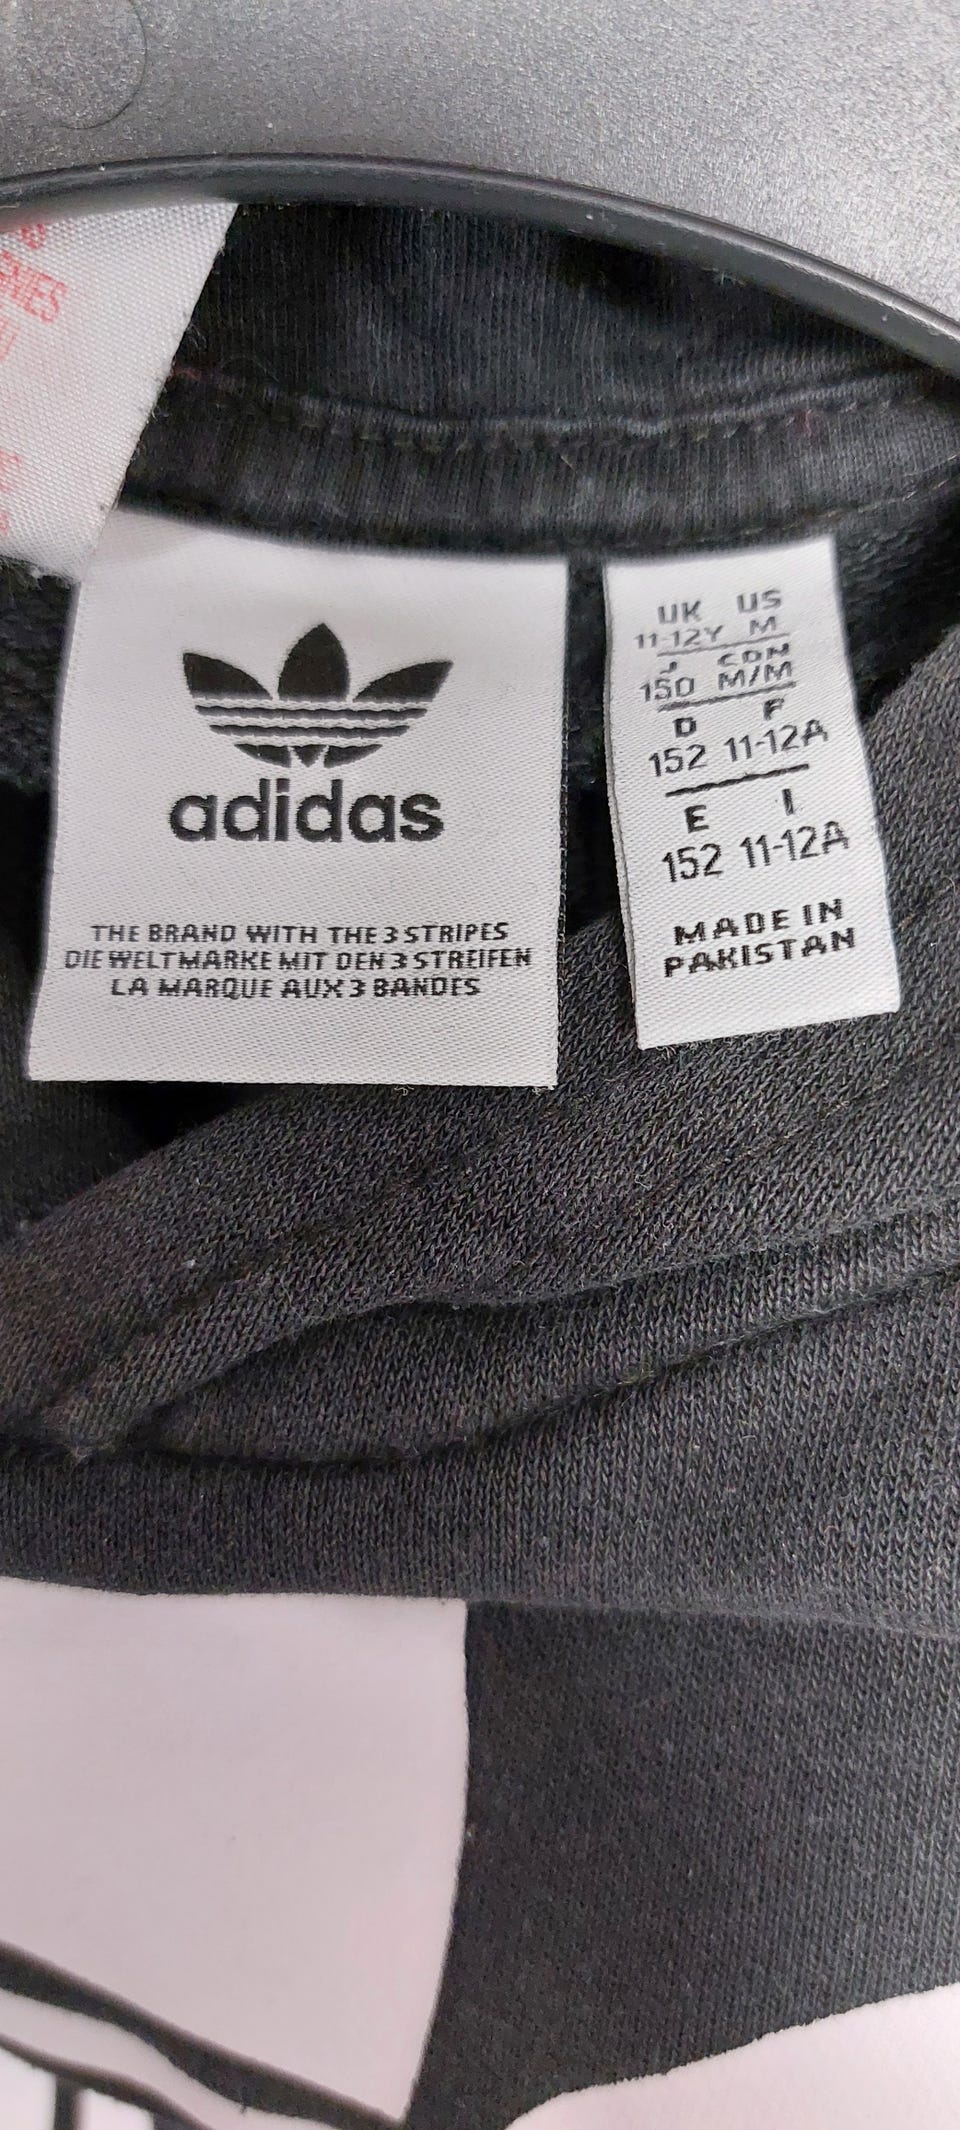 GNIES
adidas
THE BRAND WITH THE 3 STRIPES
DIE WELTMARKE MIT DEN 3 STREIFEN
LA MARQUE AUX 3 BANDES
UK US
11-12Y M
J CDN
150 M/M
D F
152 11-12A
E I
152 11-12A
MADE IN
PAKISTAN